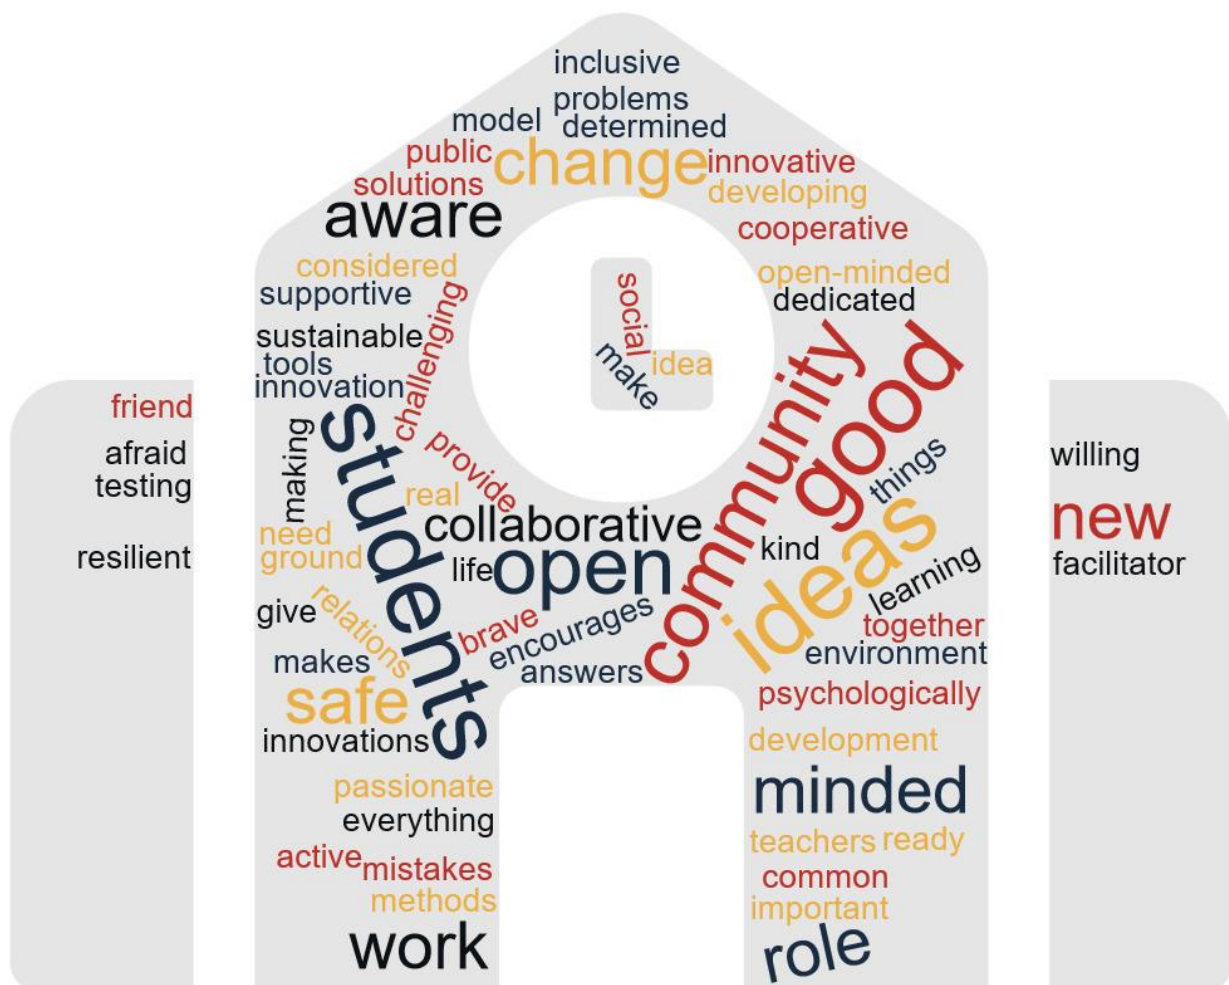 inclusive
problems
model
determined
public
change
innovative
solutions
developing
aware
cooperative
considered
open-minded
supportive
dedicated
challenging
social
sustainable
tools
idea
make
innovation
community
good
friend
students
afraid
making
provide
things
willing
testing
real
collaborative
new
need
ground
kind
ideas
resilient
life
open
facilitator
learning
give
relations
brave
encourages
together
makes
answers
environment
safe
psychologically
innovations
development
passionate
minded
everything
teachers
ready
active
mistakes
common
methods
important
work
role